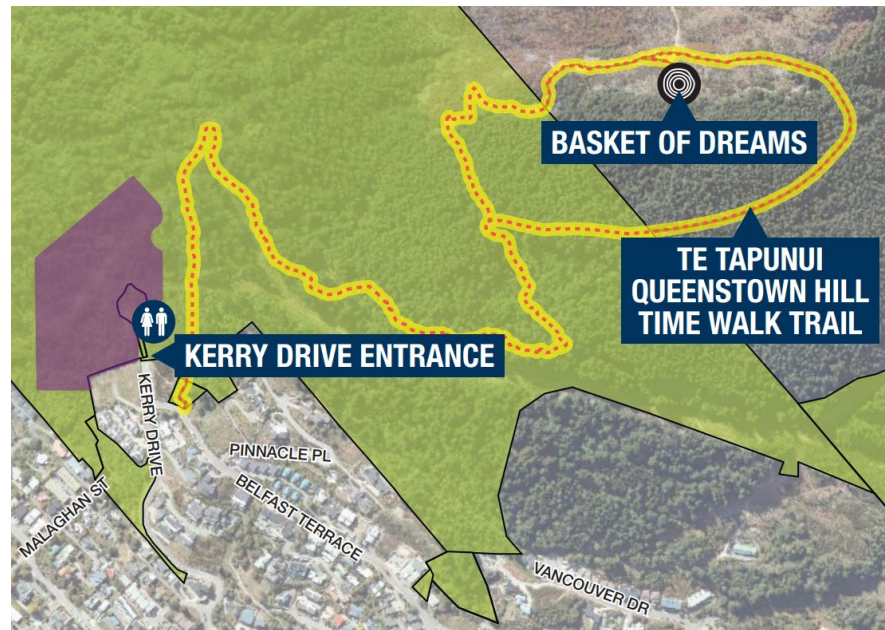 BASKET OF DREAMS
TE TAPUNUI
QUEENSTOWN HILL
TIME WALK TRAIL
KERRY DRIVE ENTRANCE
KERRY DRIVE
PINNACLE PL
MALAGHAN ST
BELFAST TERRACE
VANCOUVER DR